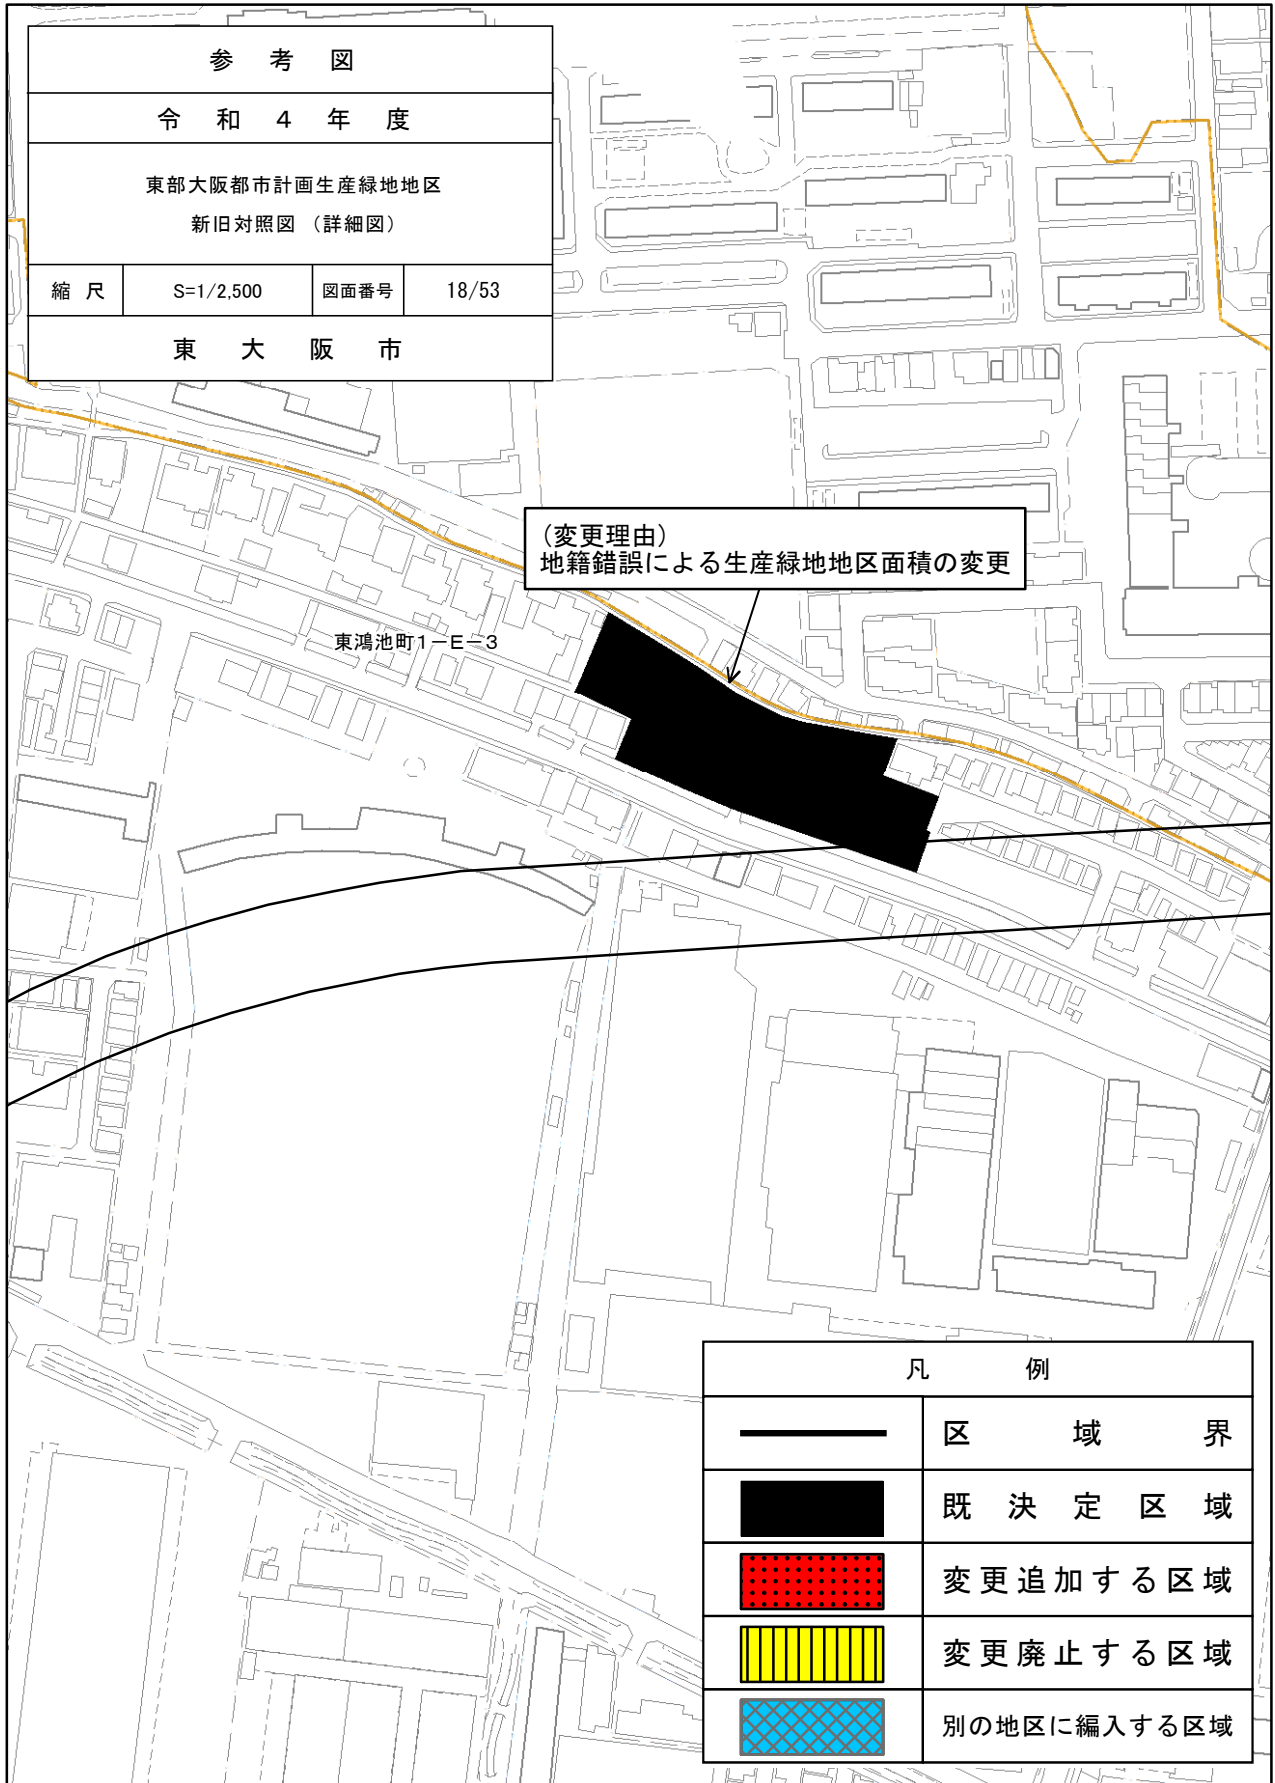 参考図
令和4年度
東部大阪都市計画生産緑地地区
新旧対照図 （詳細図）
縮尺 S=1/2,500 図面番号 18/53
東大阪市
(変更理由)
地籍錯誤による生産緑地地区面積の変更
東鴻池町1－E－3
凡例
区域界
既決定区域
変更追加する区域
変更廃止する区域
別の地区に編入する区域